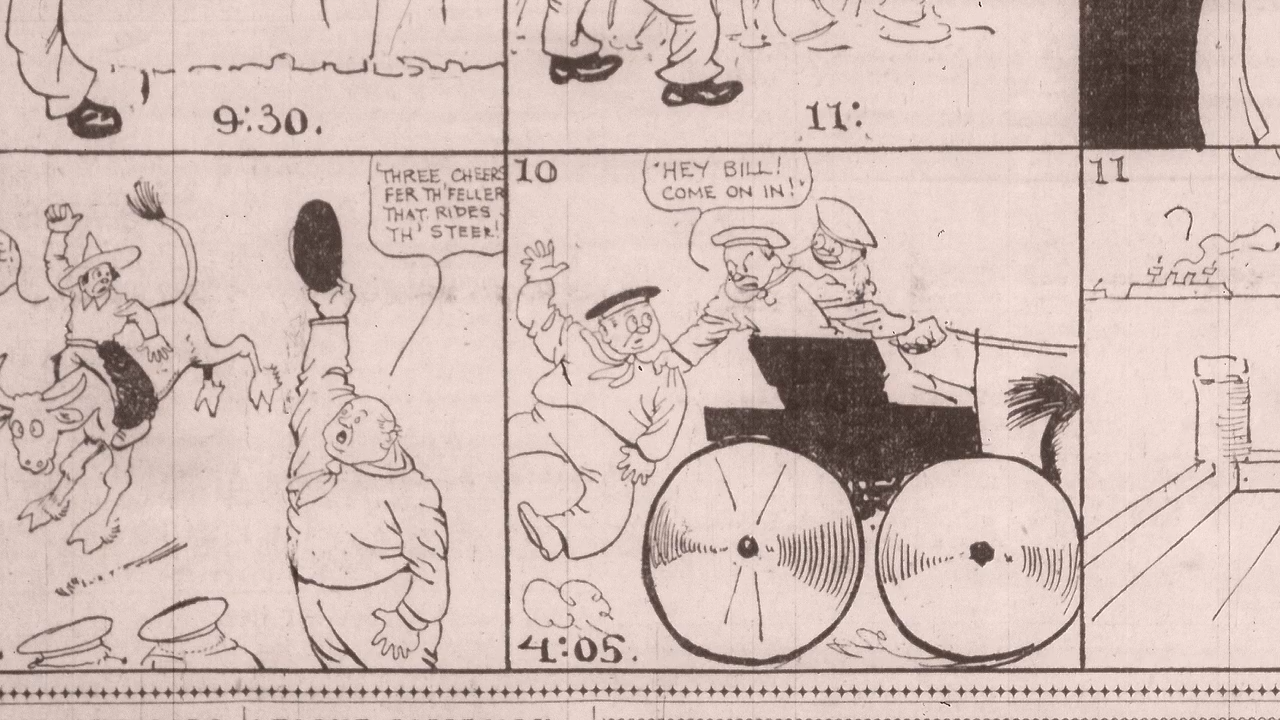 9:30.
11:
'THREE CHEERS
FER TH' FELLER
THAT RIDES
TH' STEER!
10
"HEY BILL!
COME ON IN!"
4:05.
11